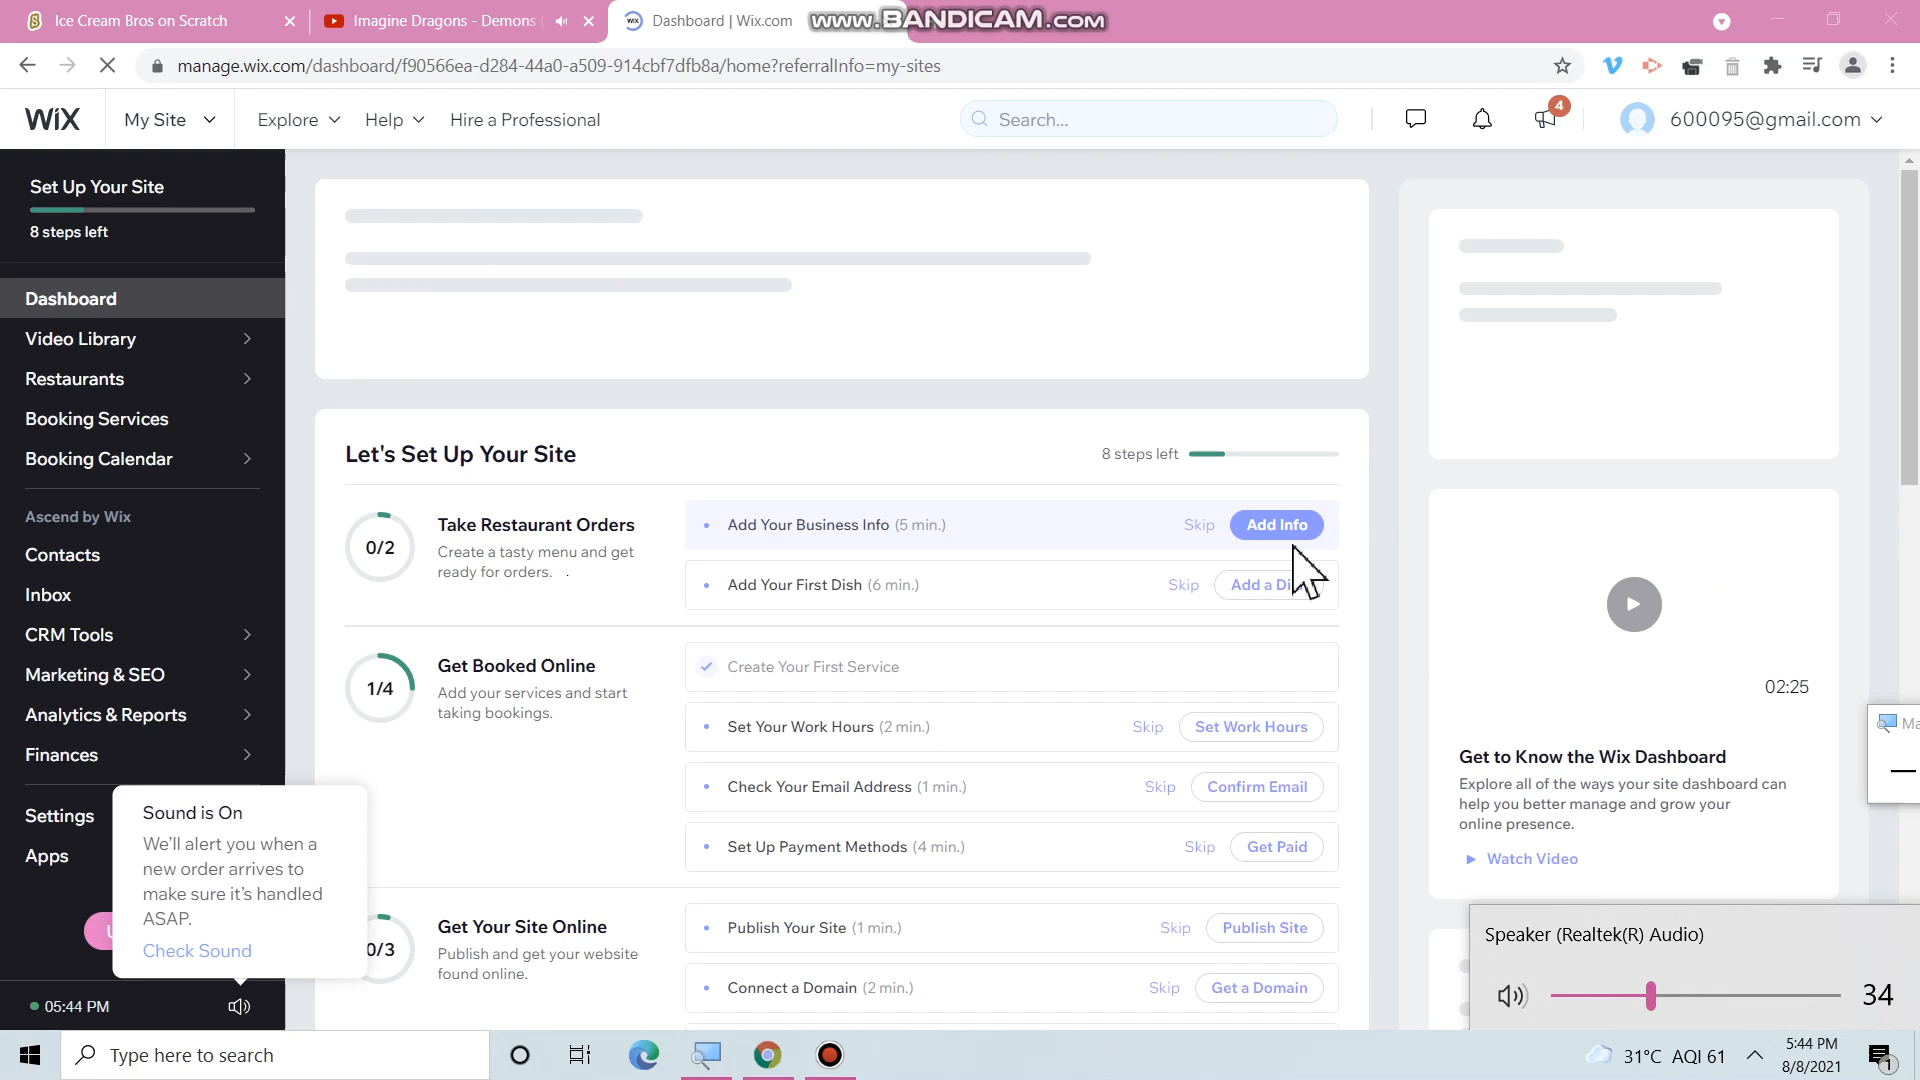 Ice Cream Bros on Scratch
Imagine Dragons - Demons
Dashboard | Wix.com
www.BANDICAM.com
manage.wix.com/dashboard/f90566ea-d284-44a0-a509-914cbf7dfb8a/home?referralInfo=my-sites
WiX
My Site
Explore
Help
Hire a Professional
Search...
4
600095@gmail.com
Set Up Your Site
8 steps left
Dashboard
Video Library
Restaurants
Booking Services
Booking Calendar
Ascend by Wix
Contacts
Inbox
CRM Tools
Marketing & SEO
Analytics & Reports
Finances
Settings
Apps
Sound is On
We'll alert you when a
new order arrives to
make sure it's handled
ASAP.
Check Sound
05:44 PM
Let's Set Up Your Site
8 steps left
0/2
Take Restaurant Orders
Create a tasty menu and get
ready for orders.
Add Your Business Info (5 min.)
Skip
Add Info
Add Your First Dish (6 min.)
Skip
Add a Di
1/4
Get Booked Online
Add your services and start
taking bookings.
Create Your First Service
Set Your Work Hours (2 min.)
Skip
Set Work Hours
Check Your Email Address (1 min.)
Skip
Confirm Email
Set Up Payment Methods (4 min.)
Skip
Get Paid
0/3
Get Your Site Online
Publish and get your website
found online.
Publish Your Site (1 min.)
Skip
Publish Site
Connect a Domain (2 min.)
Skip
Get a Domain
02:25
Get to Know the Wix Dashboard
Explore all of the ways your site dashboard can
help you better manage and grow your
online presence.
Watch Video
Ma
Speaker (Realtek(R) Audio)
34
Type here to search
31°C AQI 61
5:44 PM
8/8/2021
1